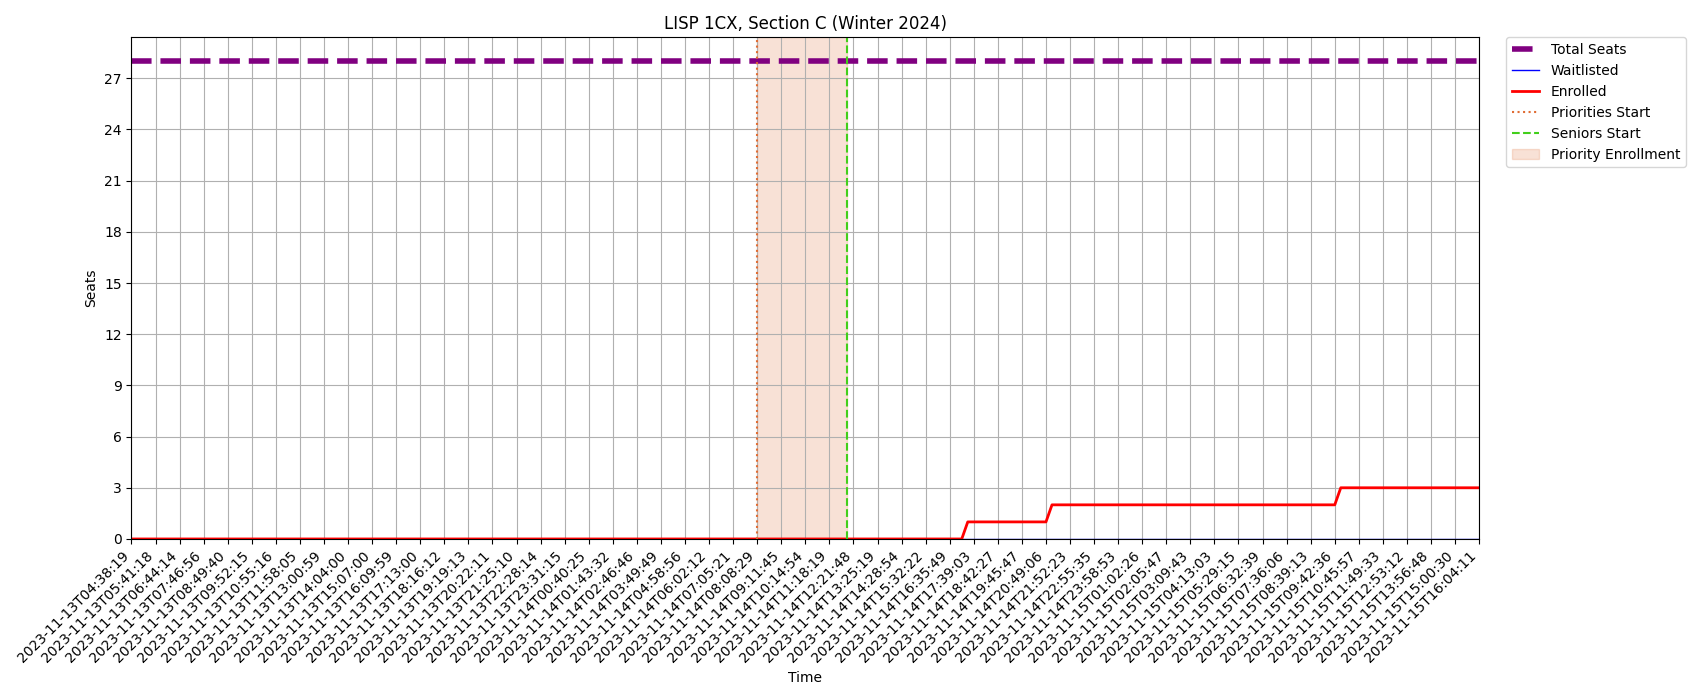 LISP 1CX, Section C (Winter 2024)
Total Seats
Waitlisted
Enrolled
Priorities Start
Seniors Start
Priority Enrollment
Seats
27
24
21
18
15
12
9
6
3
0
2023-11-13T04:38:19
2023-11-13T05:41:18
2023-11-13T06:44:14
2023-11-13T07:46:56
2023-11-13T08:49:40
2023-11-13T09:52:15
2023-11-13T10:55:16
2023-11-13T11:58:05
2023-11-13T13:00:59
2023-11-13T14:04:00
2023-11-13T15:07:00
2023-11-13T16:09:59
2023-11-13T17:13:00
2023-11-13T18:16:12
2023-11-13T19:19:13
2023-11-13T20:22:11
2023-11-13T21:25:10
2023-11-13T22:28:14
2023-11-13T23:31:15
2023-11-14T00:40:25
2023-11-14T01:43:32
2023-11-14T02:46:46
2023-11-14T03:49:49
2023-11-14T04:58:56
2023-11-14T06:02:12
2023-11-14T07:05:21
2023-11-14T08:08:29
2023-11-14T09:11:45
2023-11-14T10:14:54
2023-11-14T11:18:19
2023-11-14T12:21:48
2023-11-14T13:25:19
2023-11-14T14:28:54
2023-11-14T15:32:22
2023-11-14T16:35:49
2023-11-14T17:39:03
2023-11-14T18:42:27
2023-11-14T19:45:47
2023-11-14T20:49:06
2023-11-14T21:52:23
2023-11-14T22:55:35
2023-11-14T23:58:53
2023-11-15T01:02:26
2023-11-15T02:05:47
2023-11-15T03:09:43
2023-11-15T04:13:03
2023-11-15T05:29:15
2023-11-15T06:32:39
2023-11-15T07:36:06
2023-11-15T08:39:13
2023-11-15T09:42:36
2023-11-15T10:45:57
2023-11-15T11:49:33
2023-11-15T12:53:12
2023-11-15T13:56:48
2023-11-15T15:00:30
2023-11-15T16:04:11
Time